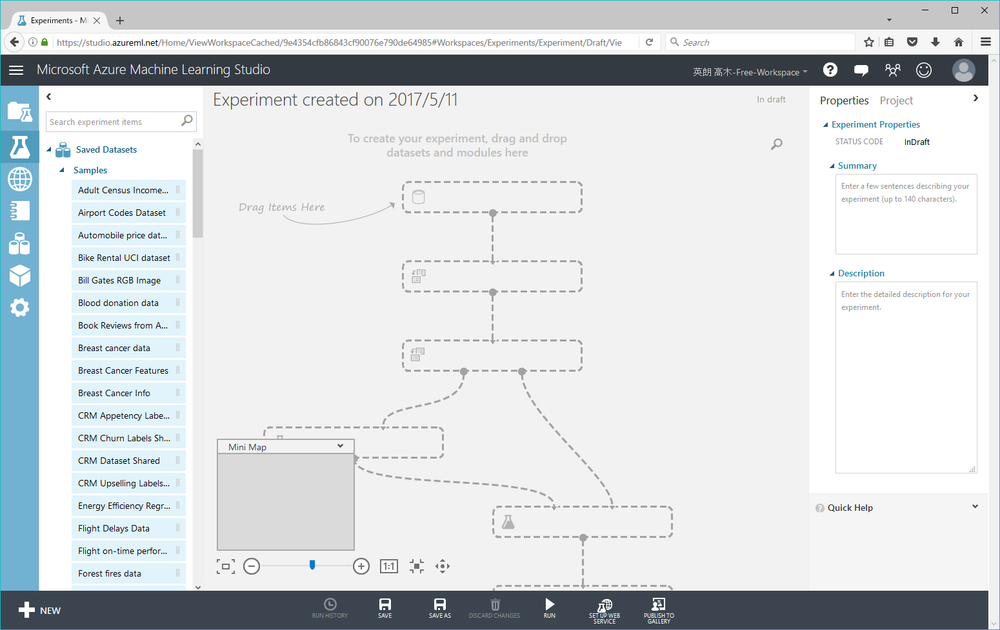 Experiments - Mi
https://studio.azureml.net/Home/ViewWorkspaceCached/9e4354cfb86843cf90076e790de64985#Workspaces/Experiments/Experiment/Draft/Vie
Search
Microsoft Azure Machine Learning Studio
英朗 高木-Free-Workspace
Search experiment items
Saved Datasets
Samples
Adult Census Income...
Airport Codes Dataset
Automobile price dat...
Bike Rental UCI dataset
Bill Gates RGB Image
Blood donation data
Book Reviews from A...
Breast cancer data
Breast Cancer Features
Breast Cancer Info
CRM Appetency Labe...
CRM Churn Labels Sh...
CRM Dataset Shared
CRM Upselling Labels...
Energy Efficiency Regr...
Flight Delays Data
Flight on-time perfor...
Forest fires data
Experiment created on 2017/5/11
In draft
To create your experiment, drag and drop
datasets and modules here
Drag Items Here
Mini Map
1:1
Properties
Project
Experiment Properties
STATUS CODE
InDraft
Summary
Enter a few sentences describing your
experiment (up to 140 characters).
Description
Enter the detailed description for your
experiment.
Quick Help
NEW
RUN HISTORY
SAVE
SAVE AS
DISCARD CHANGES
RUN
SET UP WEB
SERVICE
PUBLISH TO
GALLERY